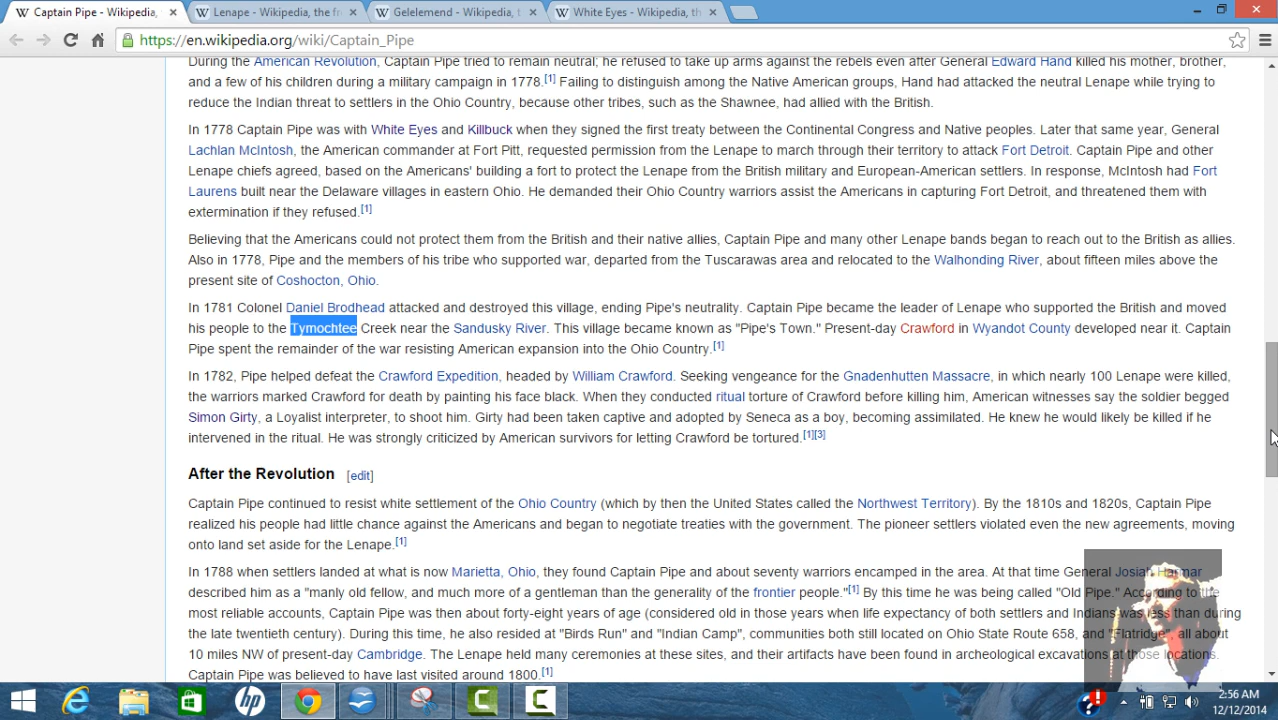 Captain Pipe - Wikipedia,
Lenape - Wikipedia, the fr
Gelelemend - Wikipedia, t
White Eyes - Wikipedia, th
https://en.wikipedia.org/wiki/Captain_Pipe
During the American Revolution, Captain Pipe tried to remain neutral; he refused to take up arms against the rebels even after General Edward Hand killed his mother, brother,
and a few of his children during a military campaign in 1778.[1] Failing to distinguish among the Native American groups, Hand had attacked the neutral Lenape while trying to
reduce the Indian threat to settlers in the Ohio Country, because other tribes, such as the Shawnee, had allied with the British.
In 1778 Captain Pipe was with White Eyes and Killbuck when they signed the first treaty between the Continental Congress and Native peoples. Later that same year, General
Lachlan McIntosh, the American commander at Fort Pitt, requested permission from the Lenape to march through their territory to attack Fort Detroit. Captain Pipe and other
Lenape chiefs agreed, based on the Americans' building a fort to protect the Lenape from the British military and European-American settlers. In response, McIntosh had Fort
Laurens built near the Delaware villages in eastern Ohio. He demanded their Ohio Country warriors assist the Americans in capturing Fort Detroit, and threatened them with
extermination if they refused.[1]
Believing that the Americans could not protect them from the British and their native allies, Captain Pipe and many other Lenape bands began to reach out to the British as allies.
Also in 1778, Pipe and the members of his tribe who supported war, departed from the Tuscarawas area and relocated to the Walhonding River, about fifteen miles above the
present site of Coshocton, Ohio.
In 1781 Colonel Daniel Brodhead attacked and destroyed this village, ending Pipe's neutrality. Captain Pipe became the leader of Lenape who supported the British and moved
his people to the Tymochtee Creek near the Sandusky River. This village became known as "Pipe's Town." Present-day Crawford in Wyandot County developed near it. Captain
Pipe spent the remainder of the war resisting American expansion into the Ohio Country.[1]
In 1782, Pipe helped defeat the Crawford Expedition, headed by William Crawford. Seeking vengeance for the Gnadenhutten Massacre, in which nearly 100 Lenape were killed,
the warriors marked Crawford for death by painting his face black. When they conducted ritual torture of Crawford before killing him, American witnesses say the soldier begged
Simon Girty, a Loyalist interpreter, to shoot him. Girty had been taken captive and adopted by Seneca as a boy, becoming assimilated. He knew he would likely be killed if he
intervened in the ritual. He was strongly criticized by American survivors for letting Crawford be tortured.[1][3]
After the Revolution [edit]
Captain Pipe continued to resist white settlement of the Ohio Country (which by then the United States called the Northwest Territory). By the 1810s and 1820s, Captain Pipe
realized his people had little chance against the Americans and began to negotiate treaties with the government. The pioneer settlers violated even the new agreements, moving
onto land set aside for the Lenape.[1]
In 1788 when settlers landed at what is now Marietta, Ohio, they found Captain Pipe and about seventy warriors encamped in the area. At that time General Josiah Harmar
described him as a "manly old fellow, and much more of a gentleman than the generality of the frontier people."[1] By this time he was being called "Old Pipe." According to the
most reliable accounts, Captain Pipe was then about forty-eight years of age (considered old in those years when life expectancy of both settlers and Indians was less than during
the late twentieth century). During this time, he also resided at "Birds Run" and "Indian Camp", communities both still located on Ohio State Route 658, and "Flatridge", all about
10 miles NW of present-day Cambridge. The Lenape held many ceremonies at these sites, and their artifacts have been found in archeological excavations at those locations.
Captain Pipe was believed to have last visited around 1800.[1]
2:56 AM
12/12/2014